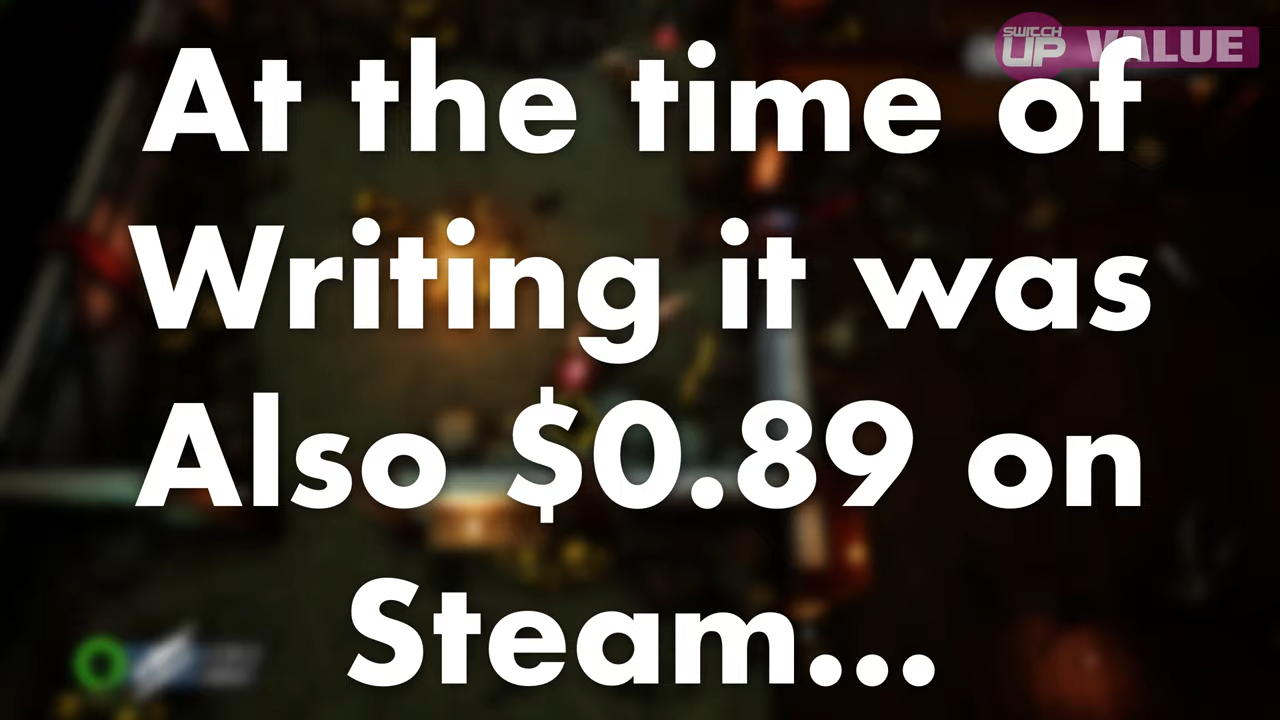 SWITCH
UP VALUE
At the time of
Writing it was
Also $0.89 on
Steam...